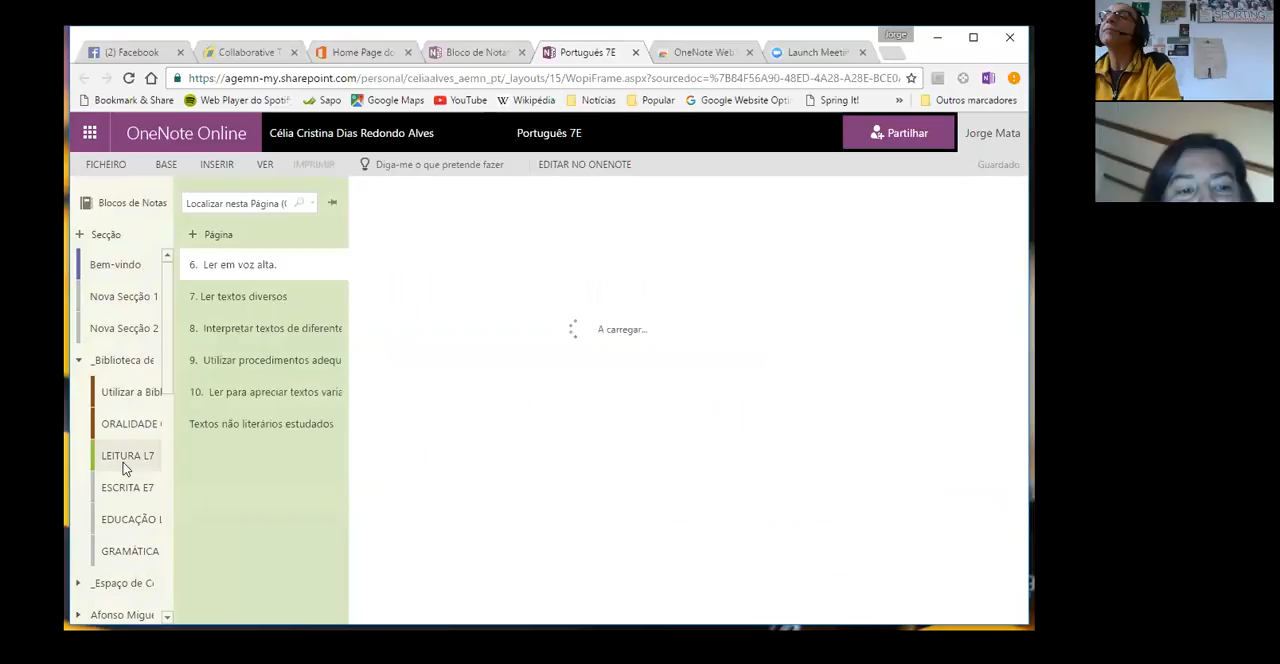 Jorge
(2) Facebook
Collaborative T
Home Page do
Bloco de Nota
Português 7E
OneNote Web
Launch Meetin
https://agemn-my.sharepoint.com/personal/celiaalves_aemn_pt/_layouts/15/WopiFrame.aspx?sourcedoc=%7B84F56A90-48ED-4A28-A28E-BCE0
Bookmark & Share
Web Player do Spotif
Sapo
Google Maps
YouTube
Wikipédia
Notícias
Popular
Google Website Opti
Spring It!
»
Outros marcadores
OneNote Online
Célia Cristina Dias Redondo Alves
Português 7E
Partilhar
Jorge Mata
FICHEIRO
BASE
INSERIR
VER
IMPRIMIR
Diga-me o que pretende fazer
EDITAR NO ONENOTE
Guardado
Blocos de Notas
Localizar nesta Página (
+ Secção
+ Página
Bem-vindo
Nova Secção 1
Nova Secção 2
_Biblioteca de
Utilizar a Bibl
ORALIDADE
LEITURA L7
ESCRITA E7
EDUCAÇÃO L
GRAMÁTICA
_Espaço de C
Afonso Migue
6. Ler em voz alta.
7. Ler textos diversos
8. Interpretar textos de diferente
9. Utilizar procedimentos adequ
10. Ler para apreciar textos varia
Textos não literários estudados
A carregar...
SPORTING